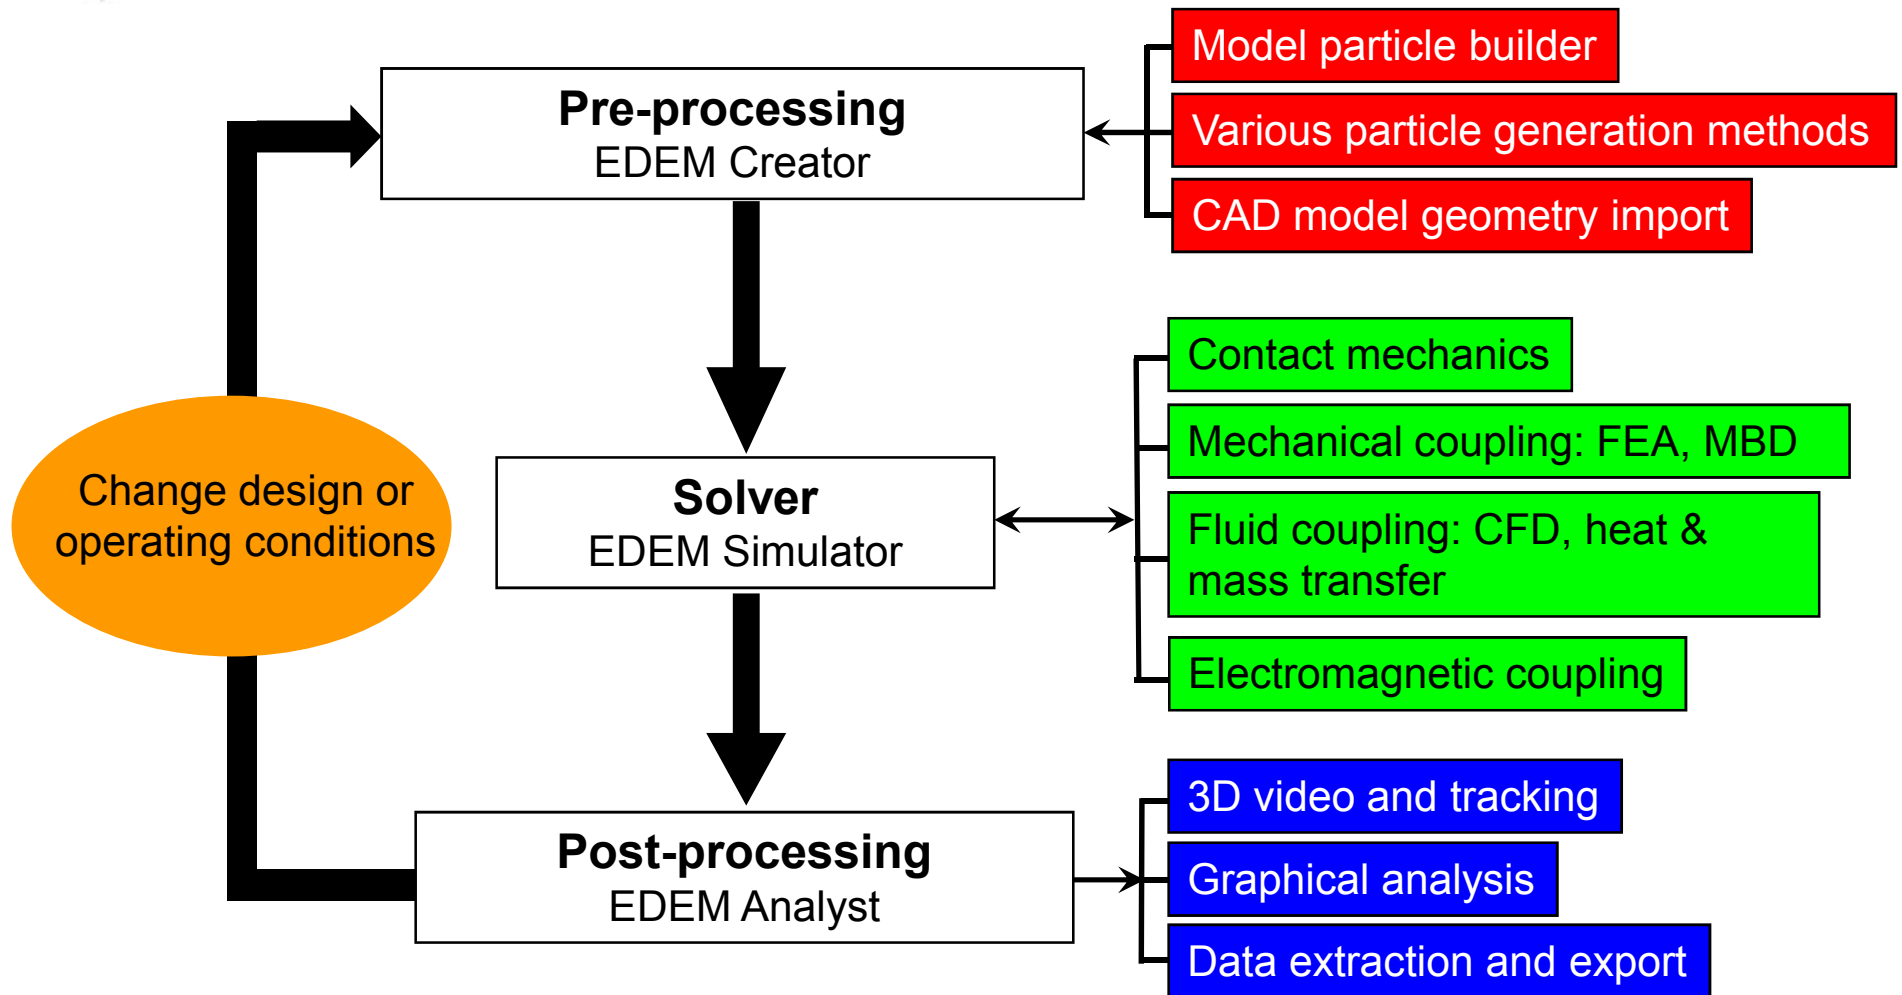 Model particle builder
Pre-processing
EDEM Creator
Various particle generation methods
CAD model geometry import
Contact mechanics
Mechanical coupling: FEA, MBD
Change design or
operating conditions
Solver
EDEM Simulator
Fluid coupling: CFD, heat &
mass transfer
Electromagnetic coupling
3D video and tracking
Post-processing
EDEM Analyst
Graphical analysis
Data extraction and export